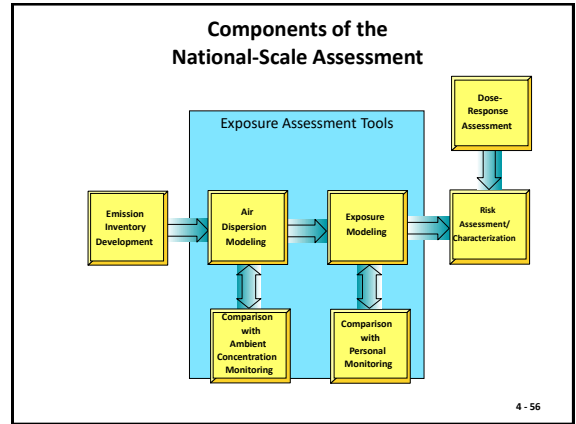 Components of the
National-Scale Assessment
Dose-
Response
Assessment
Exposure Assessment Tools
Emission
Inventory
Development
Air
Dispersion
Modeling
Exposure
Modeling
Risk
Assessment/
Characterization
Comparison
with
Ambient
Concentration
Monitoring
Comparison
with
Personal
Monitoring
4 - 56